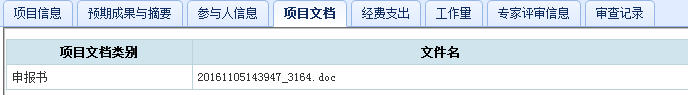 项目信息 预期成果与摘要 参与人信息 项目文档 经费支出 工作量 专家评审信息 审查记录
项目文档类别 文件名
申报书 20161105143947_3164.doc